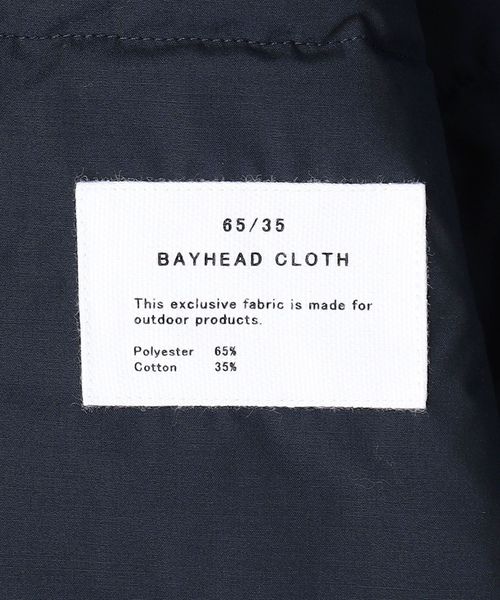 65/35
BAYHEAD CLOTH
This exclusive fabric is made for
outdoor products.
Polyester 65%
Cotton 35%